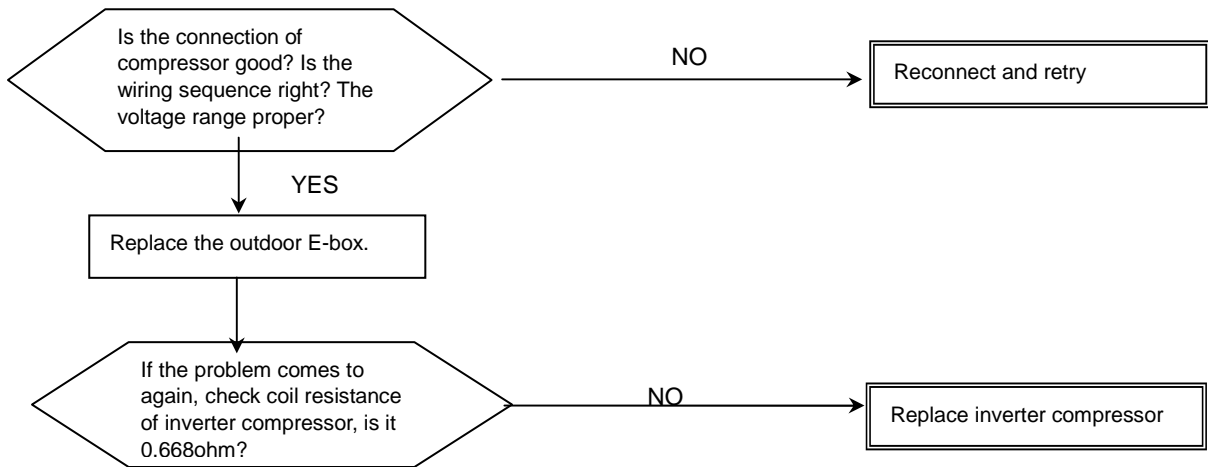 Is the connection of
compressor good? Is the
wiring sequence right? The
voltage range proper?
NO
Reconnect and retry
YES
Replace the outdoor E-box.
If the problem comes to
again, check coil resistance
of inverter compressor, is it
0.668ohm?
NO
Replace inverter compressor